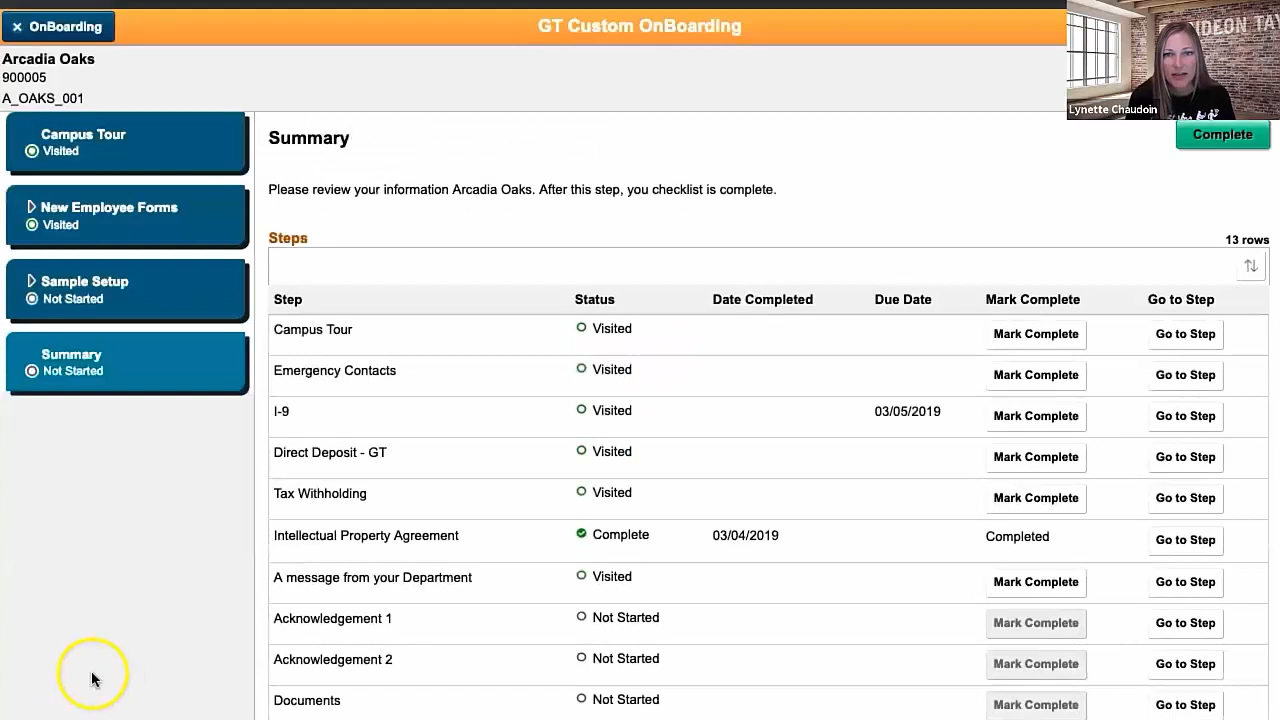 × OnBoarding
GT Custom OnBoarding
Arcadia Oaks
900005
A_OAKS_001
Lynette Chaudoin
Campus Tour
Visited
New Employee Forms
Visited
Sample Setup
Not Started
Summary
Not Started
Summary
Complete
Please review your information Arcadia Oaks. After this step, you checklist is complete.
Steps
13 rows
Step Status Date Completed Due Date Mark Complete Go to Step
Campus Tour Visited Mark Complete Go to Step
Emergency Contacts Visited Mark Complete Go to Step
I-9 Visited 03/05/2019 Mark Complete Go to Step
Direct Deposit - GT Visited Mark Complete Go to Step
Tax Withholding Visited Mark Complete Go to Step
Intellectual Property Agreement Complete 03/04/2019 Completed Go to Step
A message from your Department Visited Mark Complete Go to Step
Acknowledgement 1 Not Started Mark Complete Go to Step
Acknowledgement 2 Not Started Mark Complete Go to Step
Documents Not Started Mark Complete Go to Step